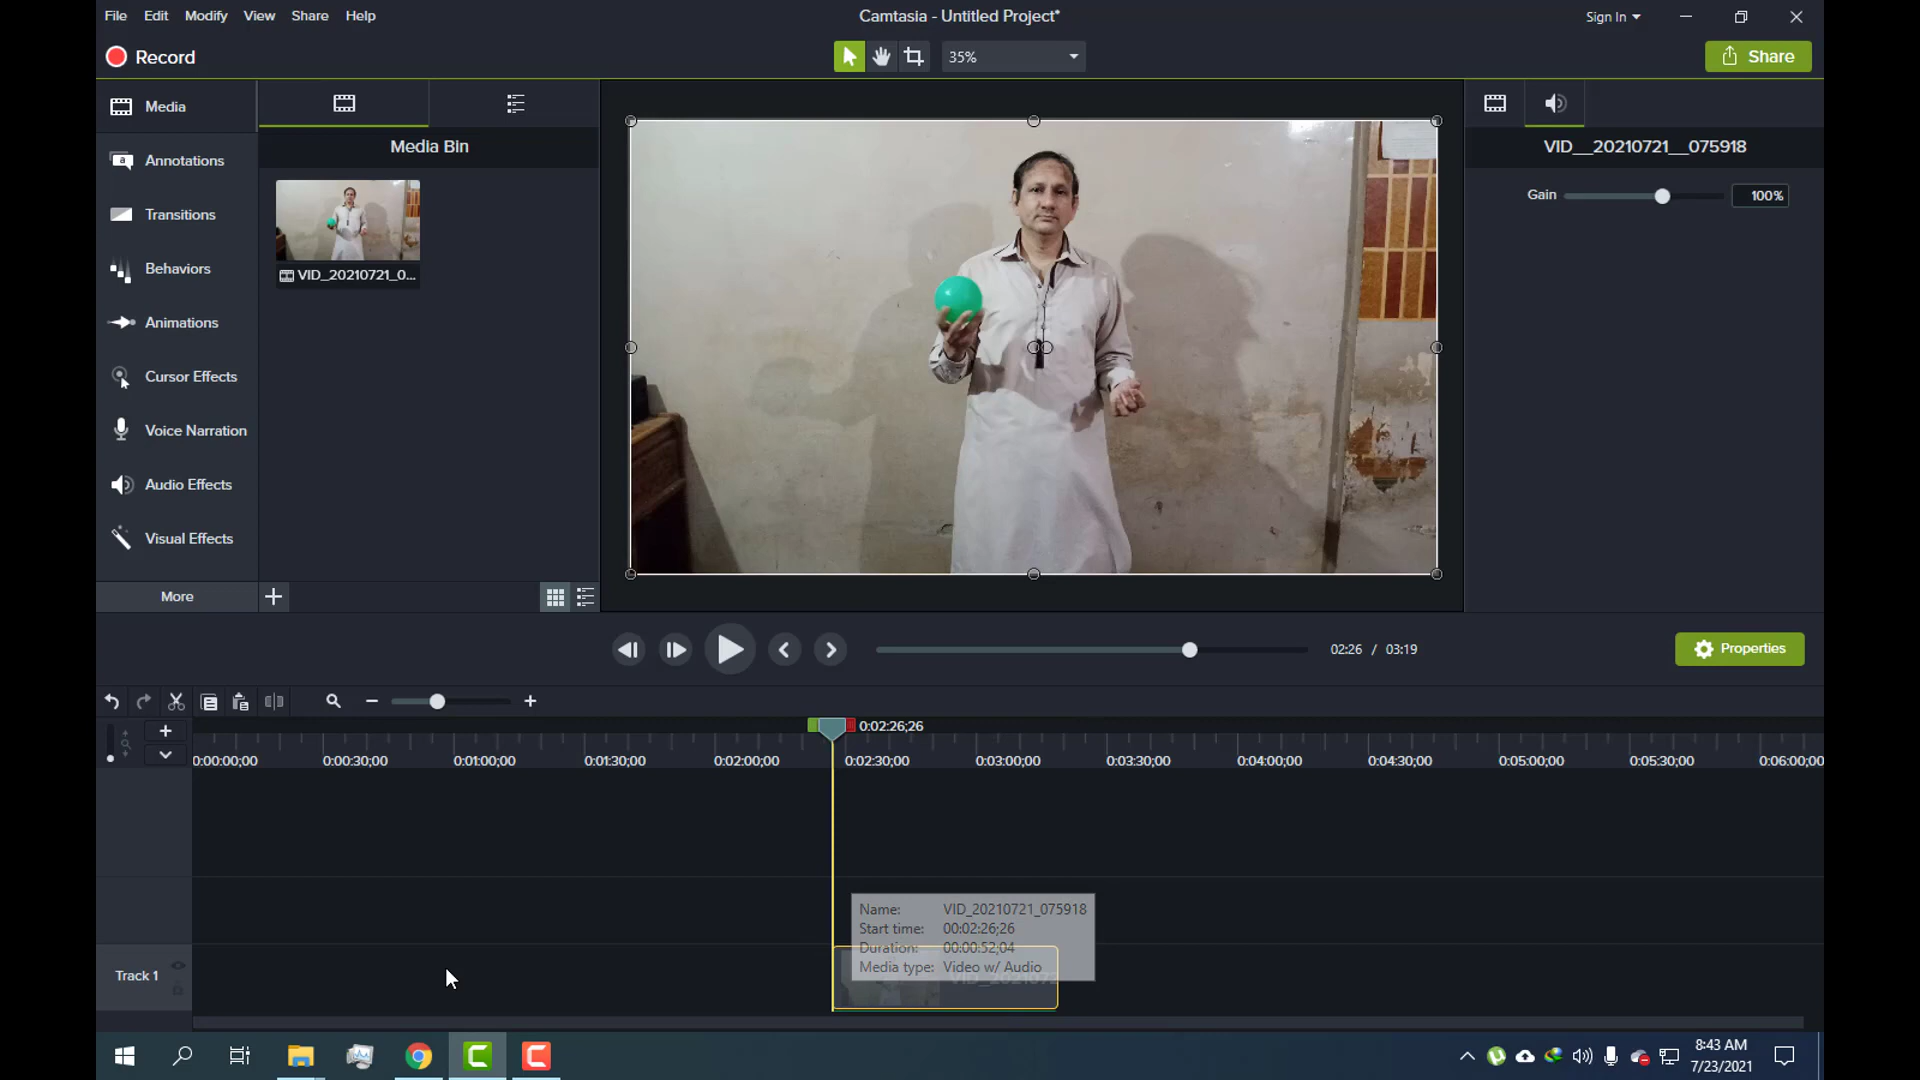 File Edit Modify View Share Help
Camtasia - Untitled Project*
Sign In
Record
35%
Share
Media
Annotations
Transitions
Behaviors
Animations
Cursor Effects
Voice Narration
Audio Effects
Visual Effects
More
Media Bin
VID_20210721_0...
VID__20210721__075918
Gain 100%
02:26 / 03:19
Properties
0:02:26;26
0:00:00;00 0:00:30;00 0:01:00;00 0:01:30;00 0:02:00;00 0:02:30;00 0:03:00;00 0:03:30;00 0:04:00;00 0:04:30;00 0:05:00;00 0:05:30;00 0:06:00;00
Name: VID_20210721_075918
Start time: 00:02:26;26
Duration: 00:00:52;04
Media type: Video w/ Audio
Track 1
8:43 AM
7/23/2021